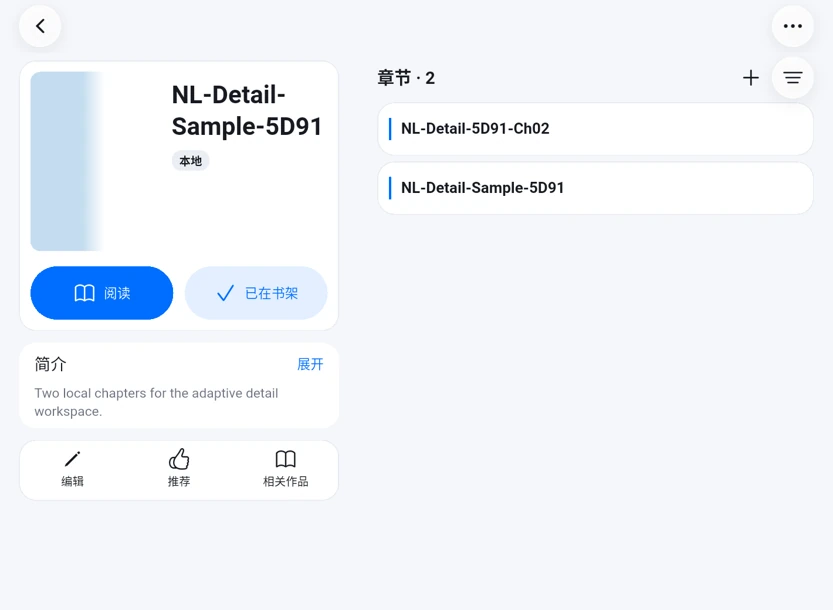 NL-Detail-
Sample-5D91
本地
阅读
已在书架
简介
展开
Two local chapters for the adaptive detail
workspace.
编辑
推荐
相关作品
章节 · 2
NL-Detail-5D91-Ch02
NL-Detail-Sample-5D91